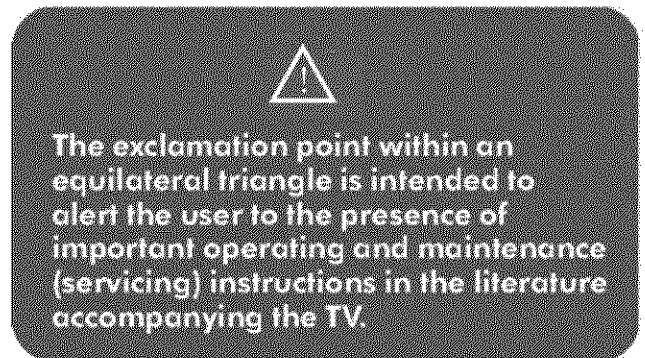 !
The exclamation point within an
equilateral triangle is intended to
alert the user to the presence of
important operating and maintenance
(servicing) instructions in the literature
accompanying the TV.